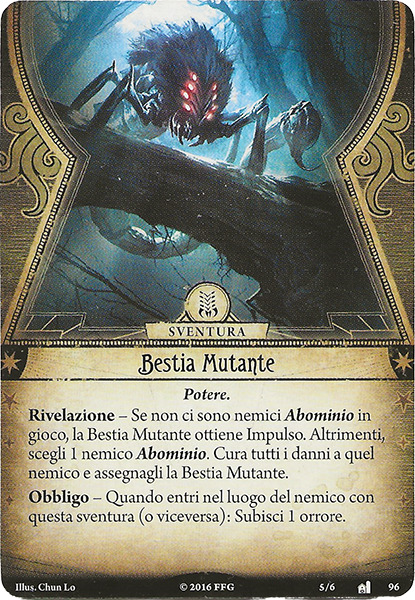 SVENTURA
Bestia Mutante
Potere.
Rivelazione – Se non ci sono nemici Abominio in
gioco, la Bestia Mutante ottiene Impulso. Altrimenti,
scegli 1 nemico Abominio. Cura tutti i danni a quel
nemico e assegnagli la Bestia Mutante.
Obbligo – Quando entri nel luogo del nemico con
questa sventura (o viceversa): Subisci 1 orrore.
Illus. Chun Lo © 2016 FFG 5/6 96